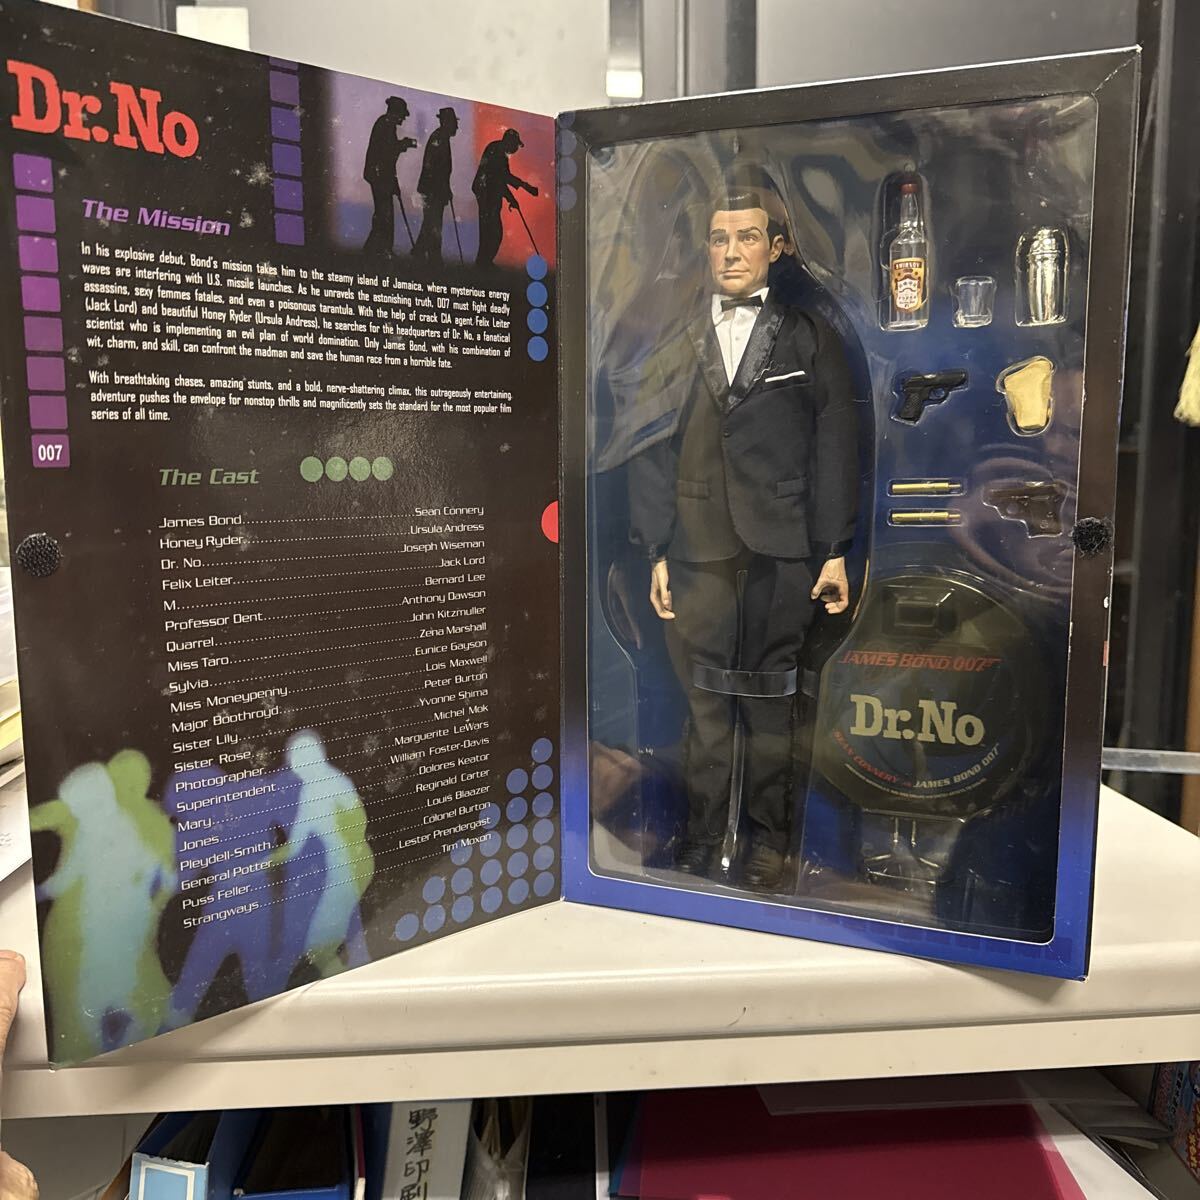 Dr.No
The Mission
In his explosive debut, Bond's mission takes him to the steamy island of Jamaica, where mysterious energy
waves are interfering with U.S. missile launches. As he unravels the astonishing truth, 007 must fight deadly
assassins, sexy femmes fatales, and even a poisonous tarantula. With the help of crack CIA agent Felix Leiter
(Jack Lord) and beautiful Honey Ryder (Ursula Andress), he searches for the headquarters of Dr. No, a fanatical
scientist who is implementing an evil plan of world domination. Only James Bond, with his combination of
wit, charm, and skill, can confront the madman and save the human race from a horrible fate.
With breathtaking chases, amazing stunts, and a bold, nerve-shattering climax, this outrageously entertaining
adventure pushes the envelope for nonstop thrills and magnificently sets the standard for the most popular film
series of all time.
007
The Cast
James Bond Sean Connery
Honey Ryder Ursula Andress
Dr. No Joseph Wiseman
Felix Leiter Jack Lord
M Bernard Lee
Professor Dent Anthony Dawson
Quarrel John Kitzmuller
Miss Taro Zena Marshall
Sylvia Eunice Gayson
Miss Moneypenny Lois Maxwell
Major Boothroyd Peter Burton
Sister Lily Yvonne Shima
Sister Rose Michel Mok
Photographer Marguerite LeWars
Superintendent William Foster-Davis
Mary Dolores Keator
Jones Reginald Carter
Pleydell-Smith Louis Blaazer
General Potter Colonel Burton
Puss Feller Lester Prendergast
Strangways Tim Moxon
JAMES BOND 007
Dr.No
SEAN CONNERY JAMES BOND 007
野澤印刷